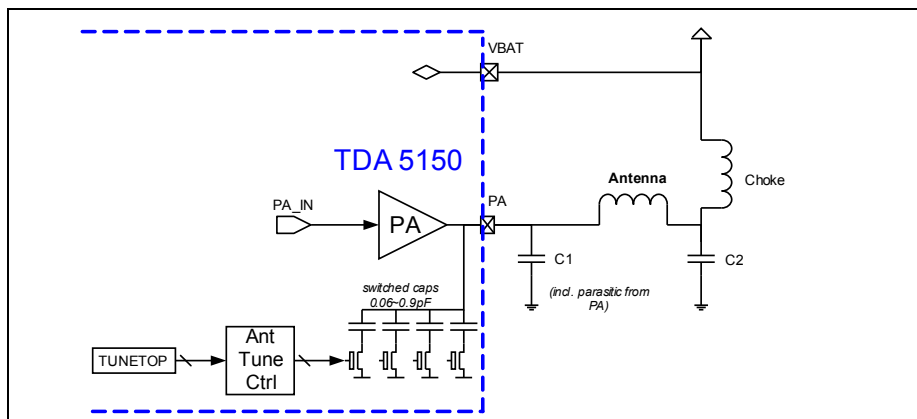 VBAT
TDA 5150
Choke
Antenna
PA_IN
PA
PA
C1
C2
switched caps
0.06~0.9pF
(incl. parasitic from
PA)
Ant
Tune
Ctrl
TUNETOP